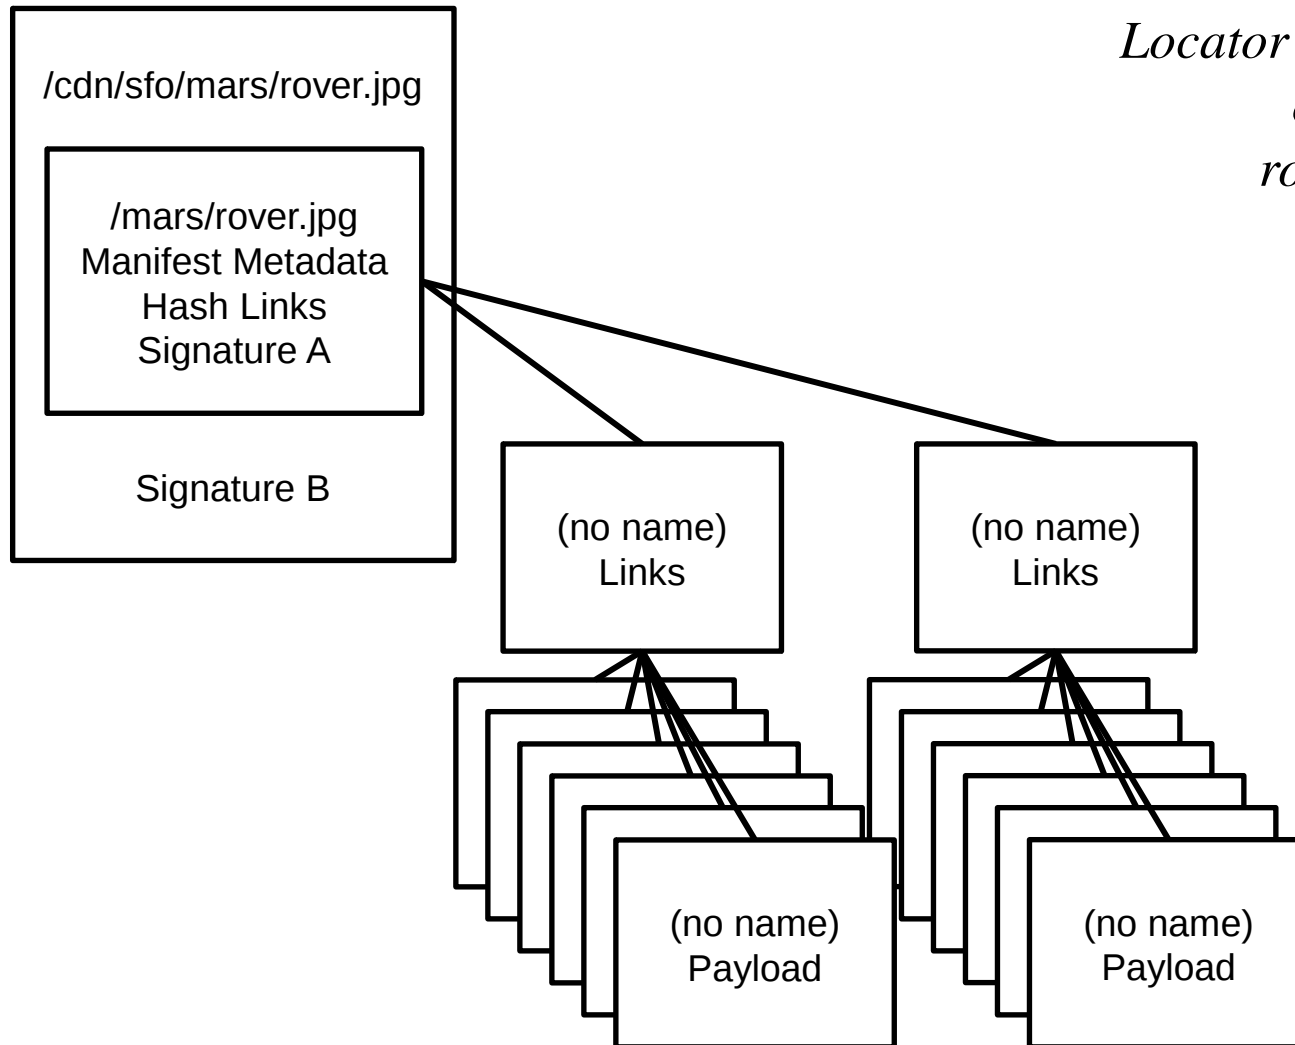 Locator
/cdn/sfo/mars/rover.jpg
/mars/rover.jpg
Manifest Metadata
Hash Links
Signature A
Signature B
(no name)
Links
(no name)
Links
(no name)
Payload
(no name)
Payload